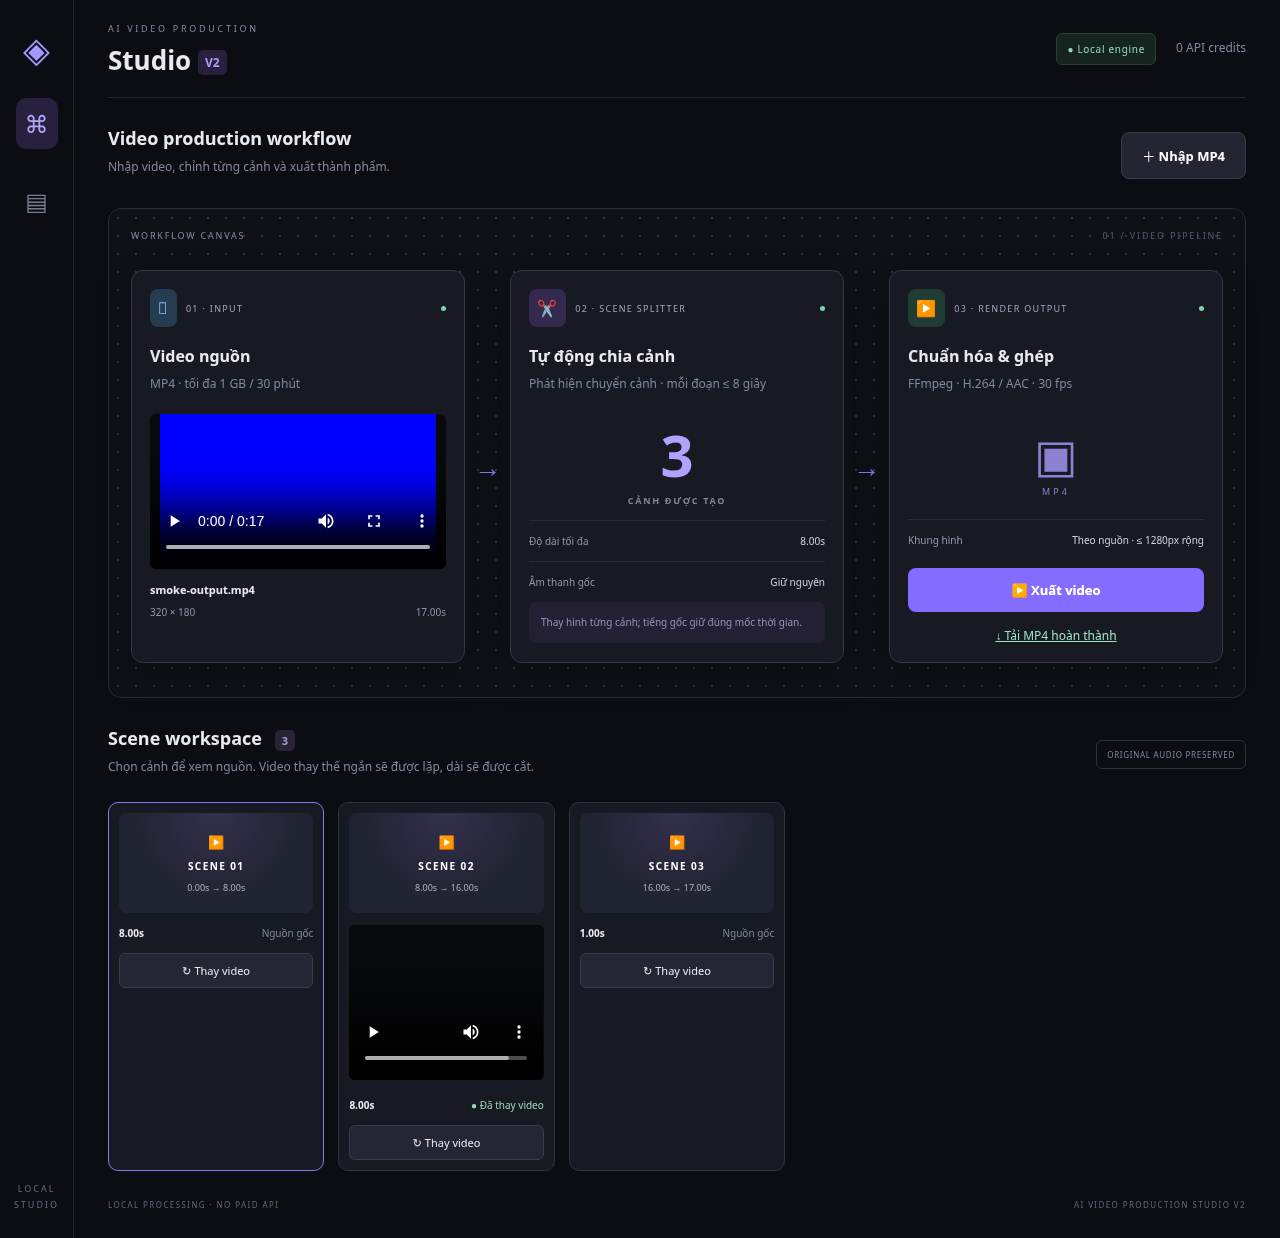 AI VIDEO PRODUCTION
Studio V2
● Local engine
0 API credits
Video production workflow
Nhập video, chỉnh từng cảnh và xuất thành phẩm.
+ Nhập MP4
WORKFLOW CANVAS
01 / VIDEO PIPELINE
01 · INPUT
Video nguồn
MP4 · tối đa 1 GB / 30 phút
0:00 / 0:17
smoke-output.mp4
320 × 180
17.00s
→
02 · SCENE SPLITTER
Tự động chia cảnh
Phát hiện chuyển cảnh · mỗi đoạn ≤ 8 giây
3
CẢNH ĐƯỢC TẠO
Độ dài tối đa
8.00s
Âm thanh gốc
Giữ nguyên
Thay hình từng cảnh; tiếng gốc giữ đúng mốc thời gian.
→
03 · RENDER OUTPUT
Chuẩn hóa & ghép
FFmpeg · H.264 / AAC · 30 fps
MP4
Khung hình
Theo nguồn · ≤ 1280px rộng
▶️ Xuất video
↓ Tải MP4 hoàn thành
Scene workspace 3
Chọn cảnh để xem nguồn. Video thay thế ngắn sẽ được lặp, dài sẽ được cắt.
ORIGINAL AUDIO PRESERVED
SCENE 01
0.00s → 8.00s
8.00s
Nguồn gốc
↻ Thay video
SCENE 02
8.00s → 16.00s
8.00s
● Đã thay video
↻ Thay video
SCENE 03
16.00s → 17.00s
1.00s
Nguồn gốc
↻ Thay video
LOCAL
STUDIO
LOCAL PROCESSING · NO PAID API
AI VIDEO PRODUCTION STUDIO V2